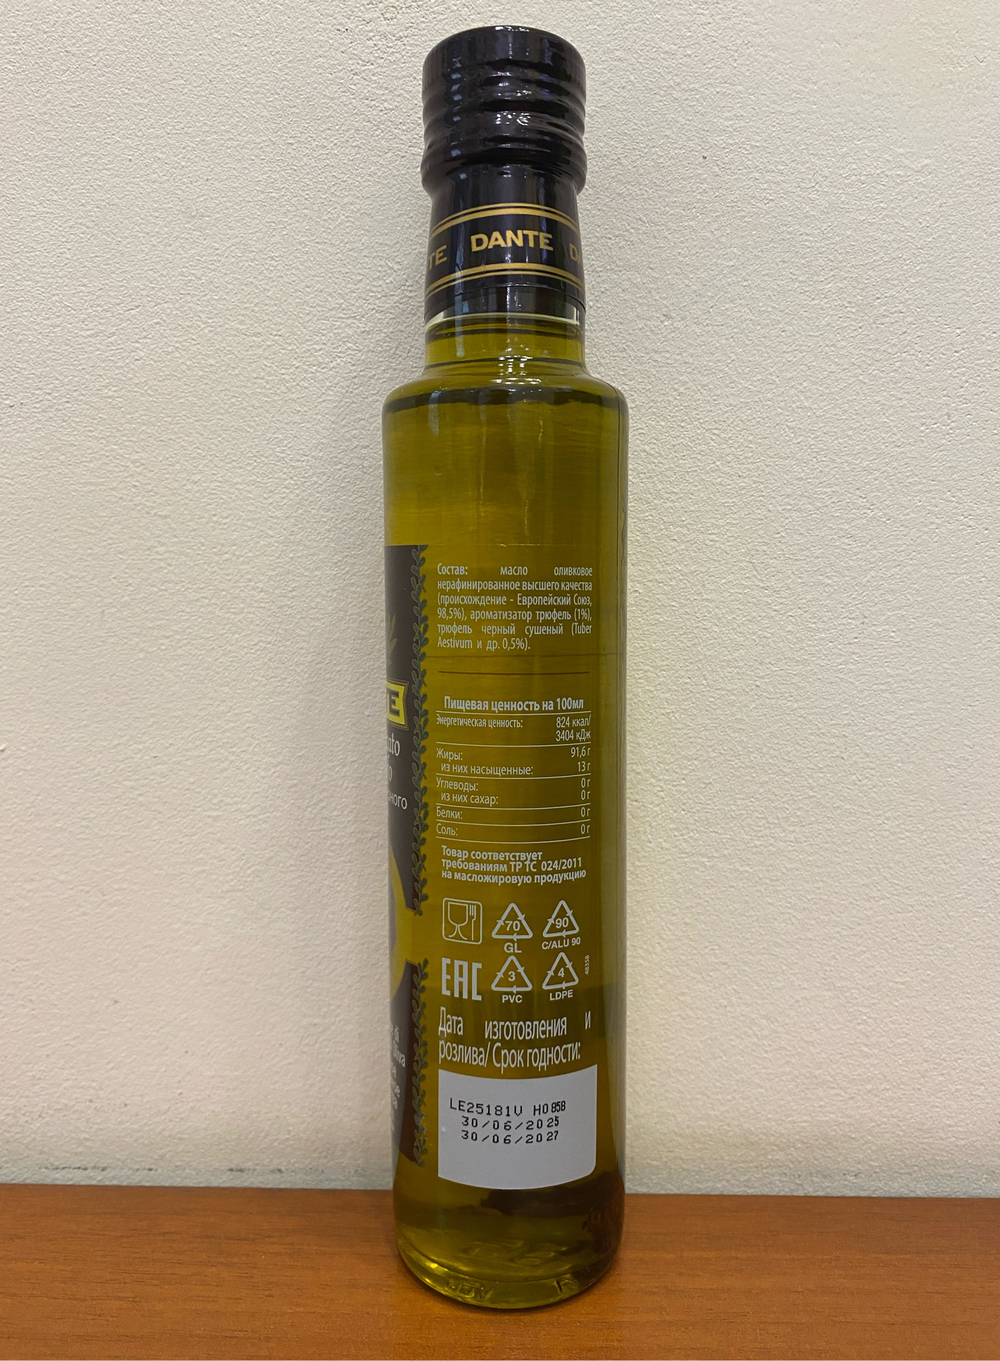 DANTE
Состав: масло оливковое
нерафинированное высшего качества
(происхождение - Европейский Союз,
98,5%), ароматизатор трюфель (1%),
трюфель черный сушеный (Tuber
Aestivum и др. 0,5%).
Пищевая ценность на 100мл
Энергетическая ценность: 824 ккал/
3404 кДж
Жиры: 91,6 г
из них насыщенные: 13 г
Углеводы: 0 г
из них сахар: 0 г
Белки: 0 г
Соль: 0 г
Товар соответствует
требованиям ТР ТС 024/2011
на масложировую продукцию
70 90
GL C/ALU 90
EAC 3 4
PVC LDPE
Дата изготовления и
розлива/ Срок годности:
LE25181V H085B
30/06/2025
30/06/2027